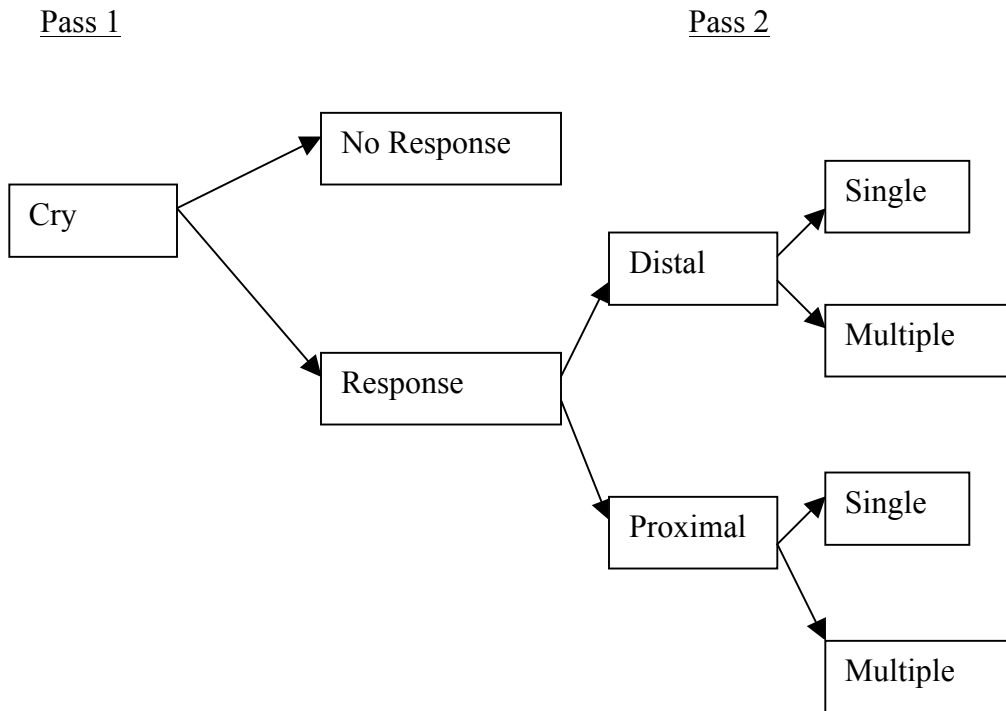 Pass 1
Pass 2
No Response
Cry
Single
Distal
Multiple
Response
Single
Proximal
Multiple